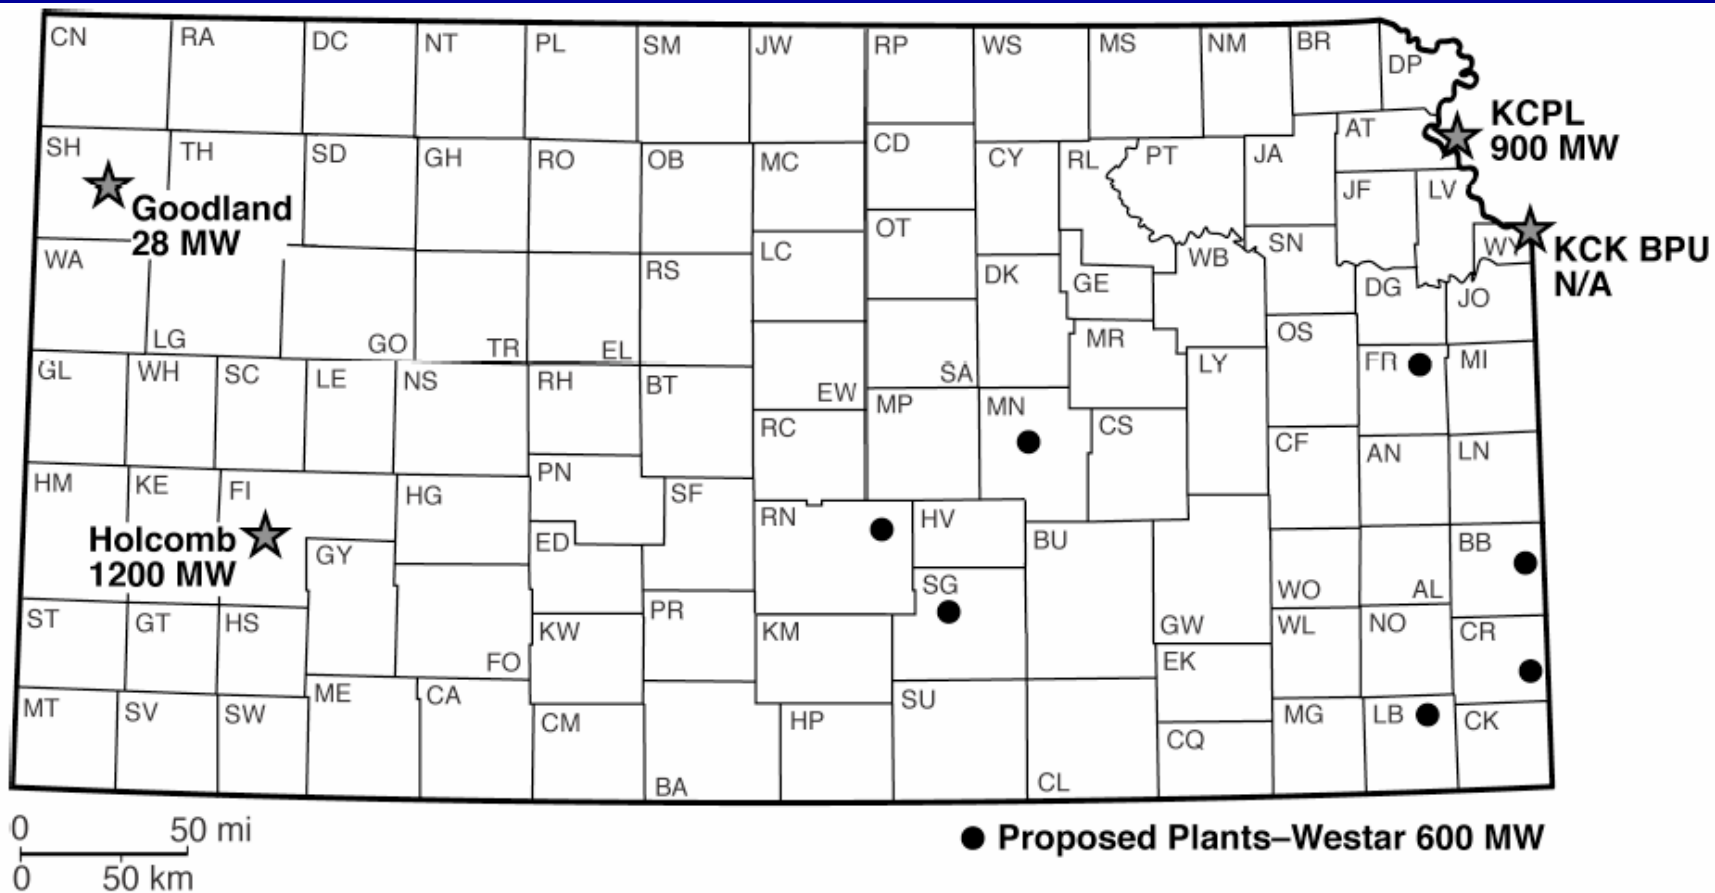 CN RA DC NT PL SM JW RP WS MS NM BR DP
KCPL
900 MW
SH TH SD GH RO OB MC CD CY RL PT JA AT
JF LV
Goodland
28 MW
WA LG GO TR EL RS LC OT DK GE WB SN WY
KCK BPU
N/A
DG JO
GL WH SC LE NS RH BT EW SA MR LY OS FR MI
RC MP MN CS CF AN LN
HM KE FI HG PN SF RN HV BU BB
Holcomb
1200 MW
GY ED SG WO AL
ST GT HS FO KW PR KM GW WL NO CR
EK
MT SV SW ME CA CM HP SU MG LB CK
CQ
BA CL
0 50 mi
0 50 km
Proposed Plants–Westar 600 MW